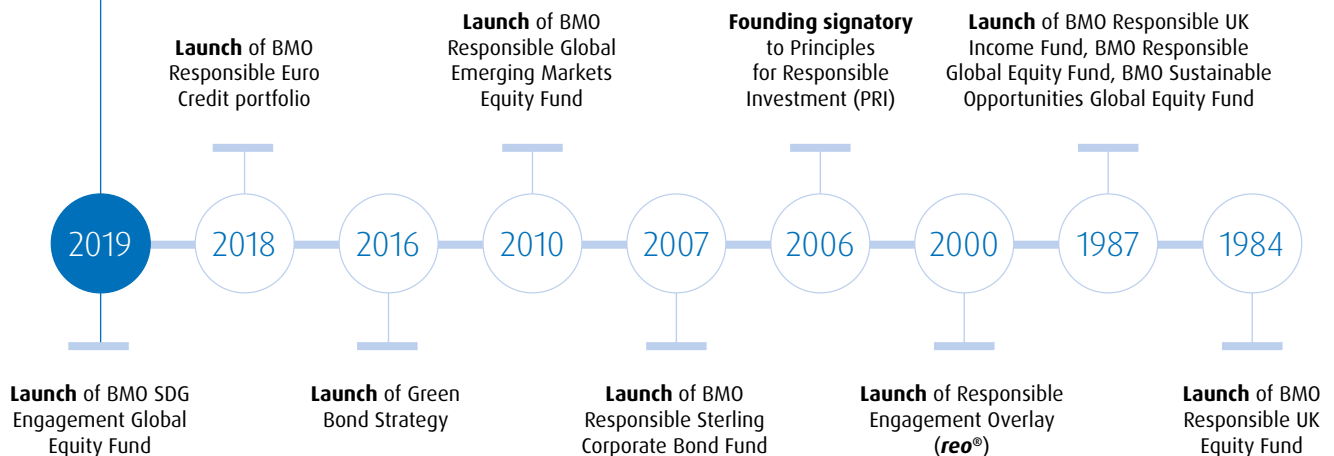 Launch of BMO
Responsible Euro
Credit portfolio
Launch of BMO
Responsible Global
Emerging Markets
Equity Fund
Founding signatory
to Principles
for Responsible
Investment (PRI)
Launch of BMO Responsible UK
Income Fund, BMO Responsible
Global Equity Fund, BMO Sustainable
Opportunities Global Equity Fund
2019
2018
2016
2010
2007
2006
2000
1987
1984
Launch of BMO SDG
Engagement Global
Equity Fund
Launch of Green
Bond Strategy
Launch of BMO
Responsible Sterling
Corporate Bond Fund
Launch of Responsible
Engagement Overlay
(reo®)
Launch of BMO
Responsible UK
Equity Fund